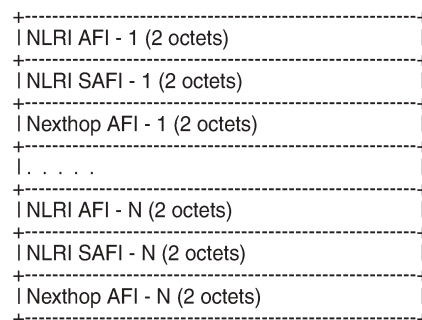 +-----------------------------------------------------+
| NLRI AFI - 1 (2 octets) |
+-----------------------------------------------------+
| NLRI SAFI - 1 (2 octets) |
+-----------------------------------------------------+
| Nexthop AFI - 1 (2 octets) |
+-----------------------------------------------------+
| . . . . . |
+-----------------------------------------------------+
| NLRI AFI - N (2 octets) |
+-----------------------------------------------------+
| NLRI SAFI - N (2 octets) |
+-----------------------------------------------------+
| Nexthop AFI - N (2 octets) |
+-----------------------------------------------------+